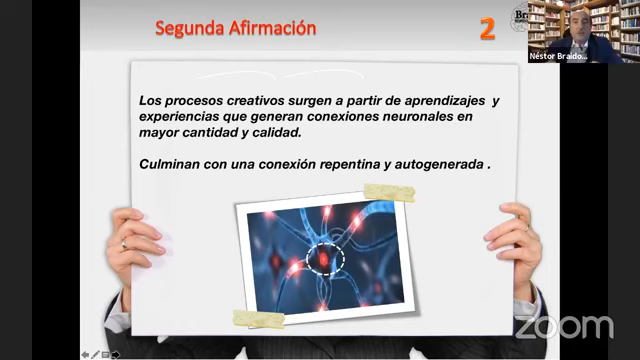 Segunda Afirmación
2
Bra
Néstor Braido...
Los procesos creativos surgen a partir de aprendizajes y
experiencias que generan conexiones neuronales en
mayor cantidad y calidad.
Culminan con una conexión repentina y autogenerada .
zoom